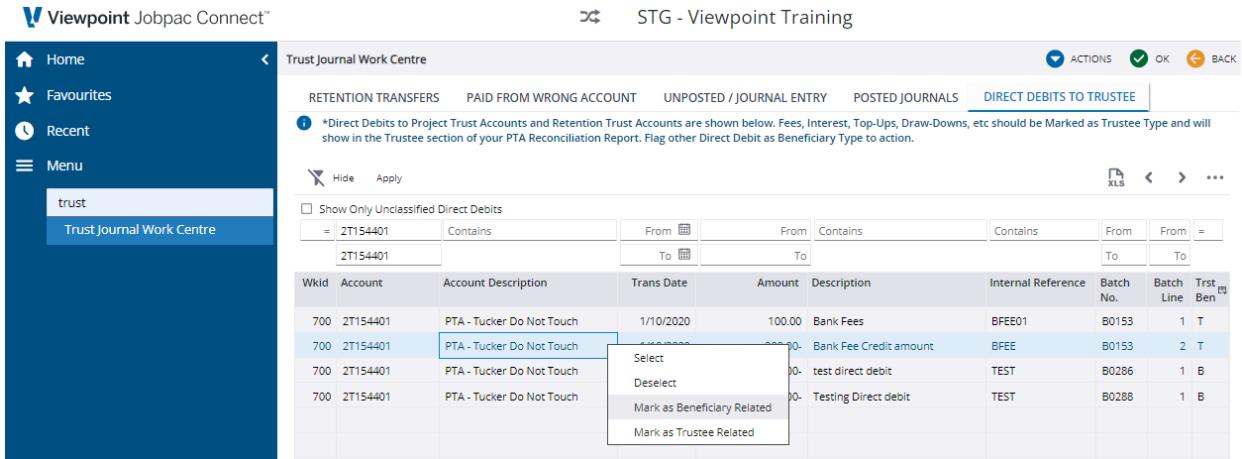 Viewpoint Jobpac Connect™ STG - Viewpoint Training
Home
Favourites
Recent
Menu
trust
Trust Journal Work Centre
Trust Journal Work Centre ACTIONS OK BACK
RETENTION TRANSFERS PAID FROM WRONG ACCOUNT UNPOSTED / JOURNAL ENTRY POSTED JOURNALS DIRECT DEBITS TO TRUSTEE
*Direct Debits to Project Trust Accounts and Retention Trust Accounts are shown below. Fees, Interest, Top-Ups, Draw-Downs, etc should be Marked as Trustee Type and will
show in the Trustee section of your PTA Reconciliation Report. Flag other Direct Debit as Beneficiary Type to action.
Hide Apply XLS
Show Only Unclassified Direct Debits
= 2T154401 Contains From From Contains Contains From From =
2T154401 To To To To
Wkid Account Account Description Trans Date Amount Description Internal Reference Batch No. Batch Line Trst Ben
700 2T154401 PTA - Tucker Do Not Touch 1/10/2020 100.00 Bank Fees BFEE01 B0153 1 T
700 2T154401 PTA - Tucker Do Not Touch Bank Fee Credit amount BFEE B0153 2 T
700 2T154401 PTA - Tucker Do Not Touch 00- test direct debit TEST B0286 1 B
700 2T154401 PTA - Tucker Do Not Touch 00- Testing Direct debit TEST B0288 1 B
Select
Deselect
Mark as Beneficiary Related
Mark as Trustee Related